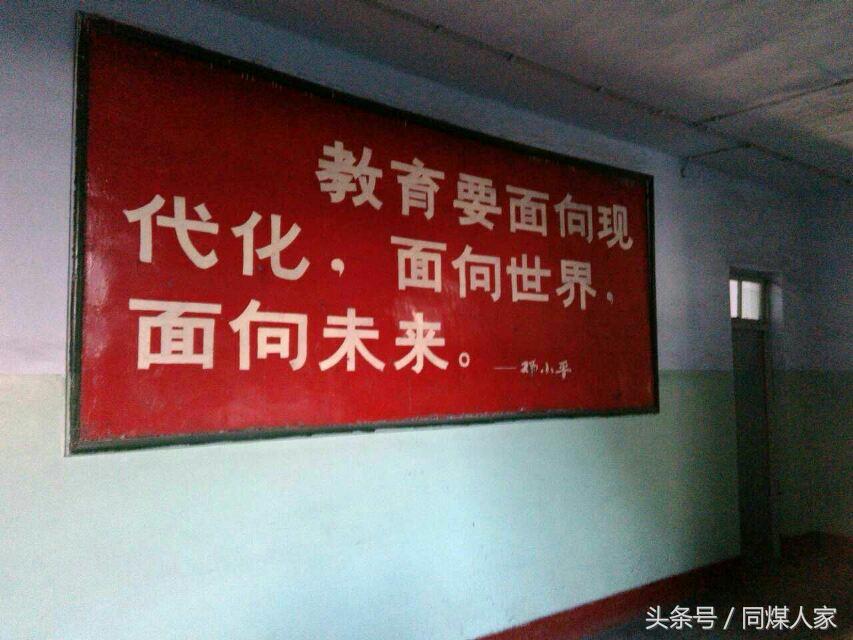 教育要面向现
代化，面向世界，
面向未来。
——邓小平
头条号 / 同煤人家